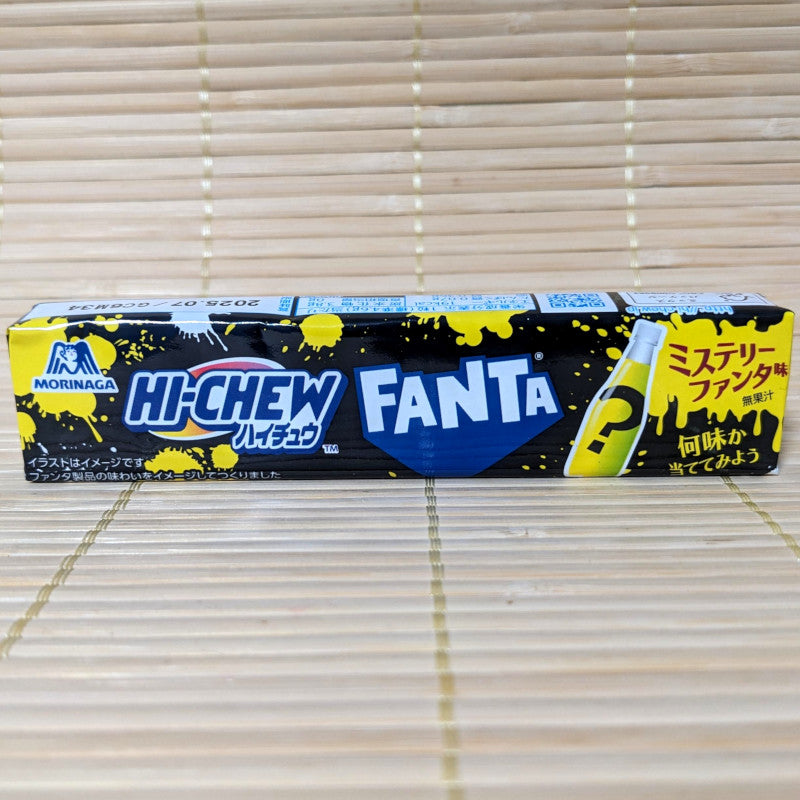 2025.07/GC6M34
MORINAGA
HI-CHEW
ハイチュウ
TM
FANTA
®
?
ミステリー
ファンタ味
無果汁
何味か
当ててみよう
イラストはイメージです
ファンタ製品の味わいをイメージしてつくりました